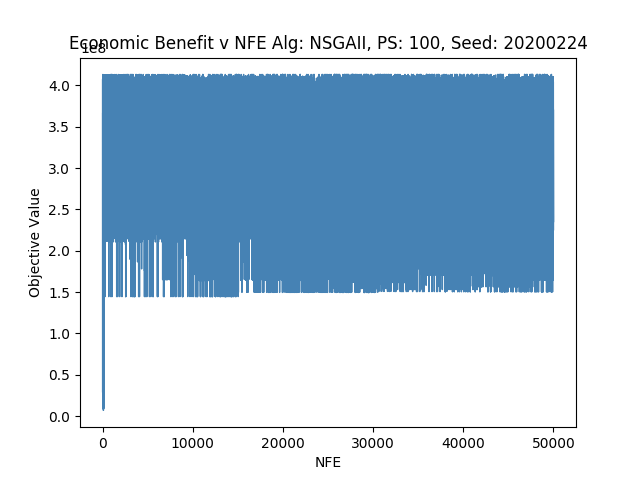 Economic Benefit v NFE Alg: NSGAII, PS: 100, Seed: 20200224
1e8
4.0
3.5
3.0
2.5
2.0
1.5
1.0
0.5
0.0
Objective Value
0 10000 20000 30000 40000 50000
NFE